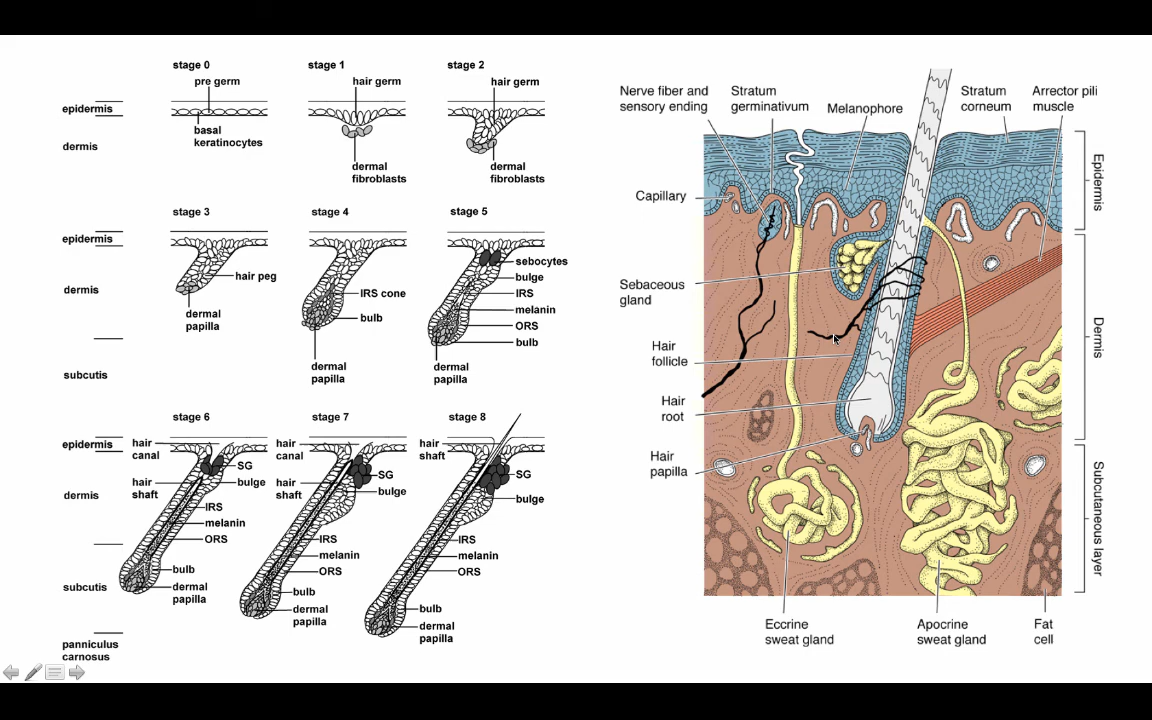 stage 0
pre germ
epidermis
basal
keratinocytes
dermis
stage 1
hair germ
dermal
fibroblasts
stage 2
hair germ
dermal
fibroblasts
stage 3
epidermis
dermis
hair peg
dermal
papilla
subcutis
stage 4
IRS cone
bulb
dermal
papilla
stage 5
sebocytes
bulge
IRS
melanin
ORS
bulb
dermal
papilla
stage 6
epidermis
hair
canal
SG
bulge
hair
shaft
dermis
IRS
melanin
ORS
bulb
subcutis
dermal
papilla
panniculus
carnosus
stage 7
hair
canal
SG
hair
shaft
bulge
IRS
melanin
ORS
bulb
dermal
papilla
stage 8
hair
shaft
SG
bulge
IRS
melanin
ORS
bulb
dermal
papilla
Nerve fiber and
sensory ending
Stratum
germinativum
Melanophore
Stratum
corneum
Arrector pili
muscle
Capillary
Sebaceous
gland
Hair
follicle
Hair
root
Hair
papilla
Epidermis
Dermis
Subcutaneous layer
Eccrine
sweat gland
Apocrine
sweat gland
Fat
cell